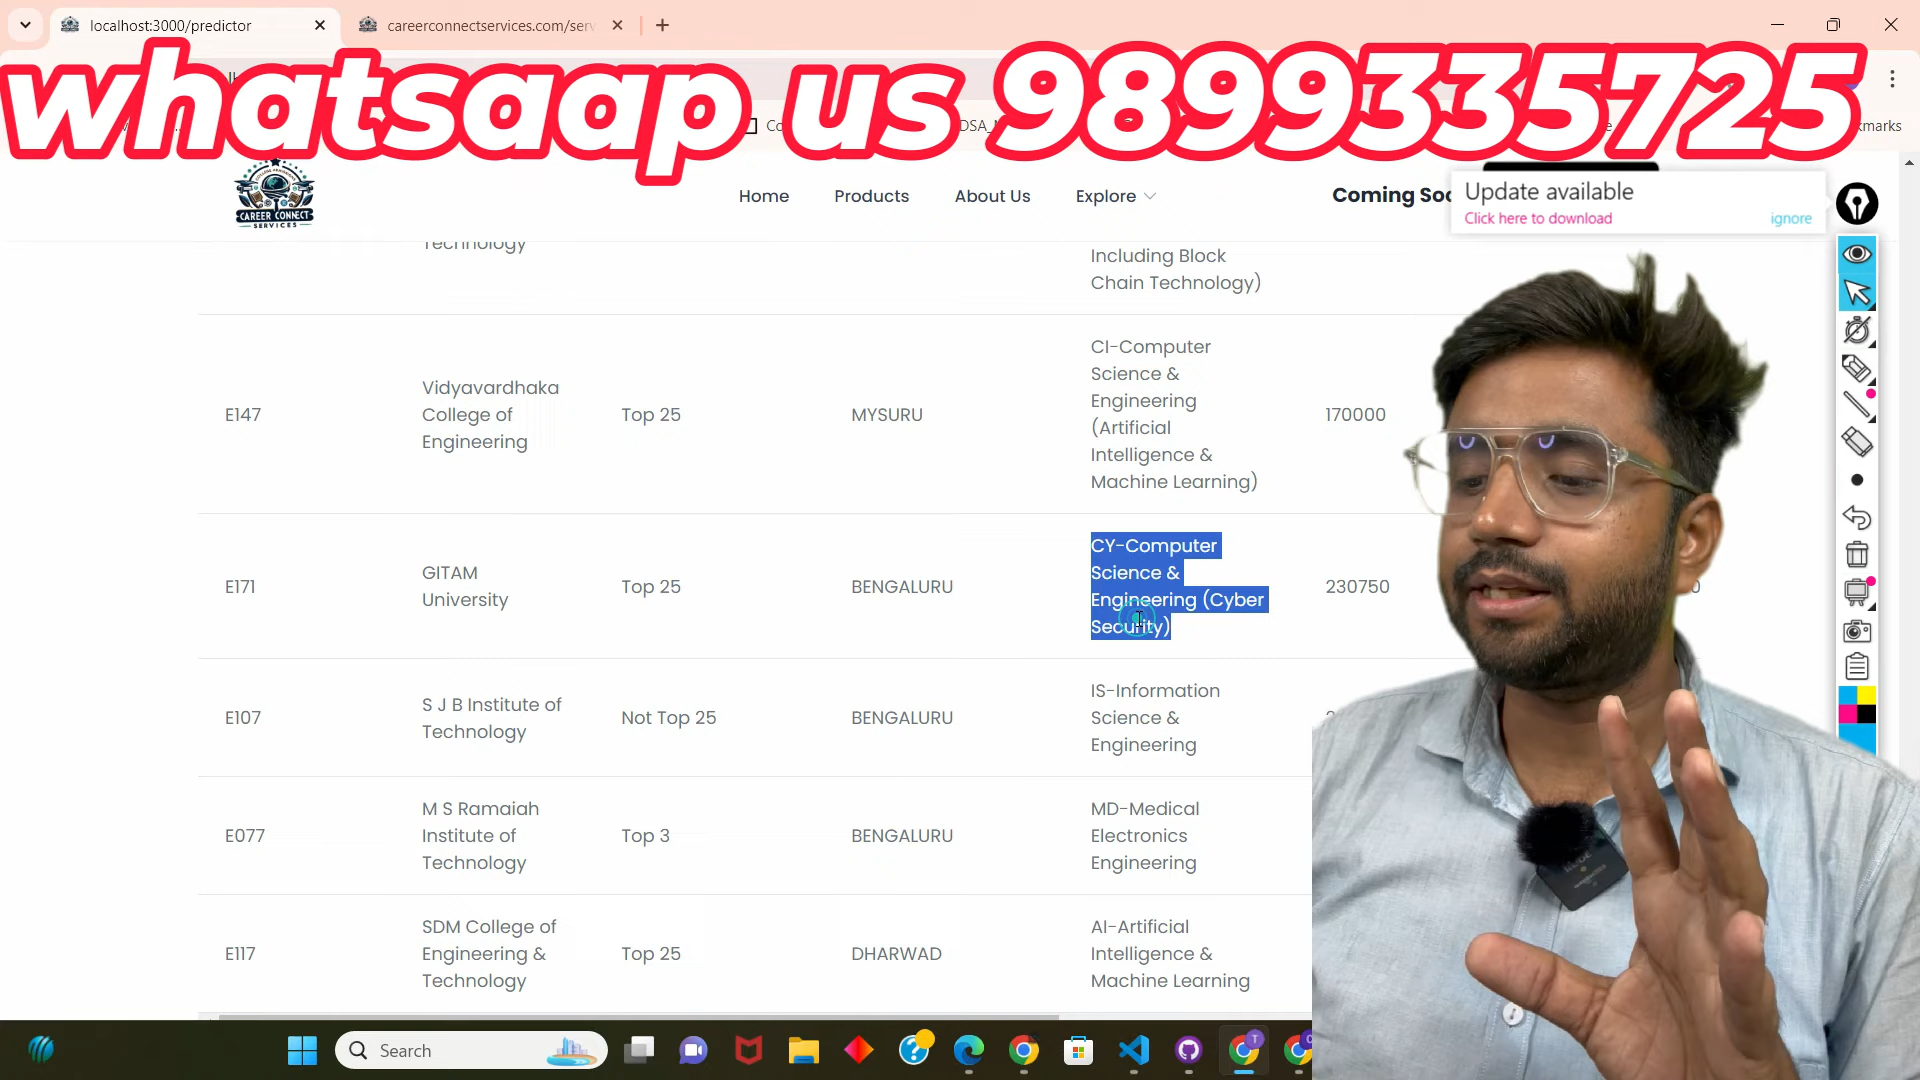 localhost:3000/predictor
careerconnectservices.com/serv
whatsaap us 9899335725
CAREER CONNECT
SERVICES
Home
Products
About Us
Explore
Coming Soo
Update available
Click here to download
ignore
Technology
Including Block
Chain Technology)
E147
Vidyavardhaka
College of
Engineering
Top 25
MYSURU
CI-Computer
Science &
Engineering
(Artificial
Intelligence &
Machine Learning)
170000
E171
GITAM
University
Top 25
BENGALURU
CY-Computer
Science &
Engineering (Cyber
Security)
230750
E107
S J B Institute of
Technology
Not Top 25
BENGALURU
IS-Information
Science &
Engineering
E077
M S Ramaiah
Institute of
Technology
Top 3
BENGALURU
MD-Medical
Electronics
Engineering
E117
SDM College of
Engineering &
Technology
Top 25
DHARWAD
AI-Artificial
Intelligence &
Machine Learning
Search